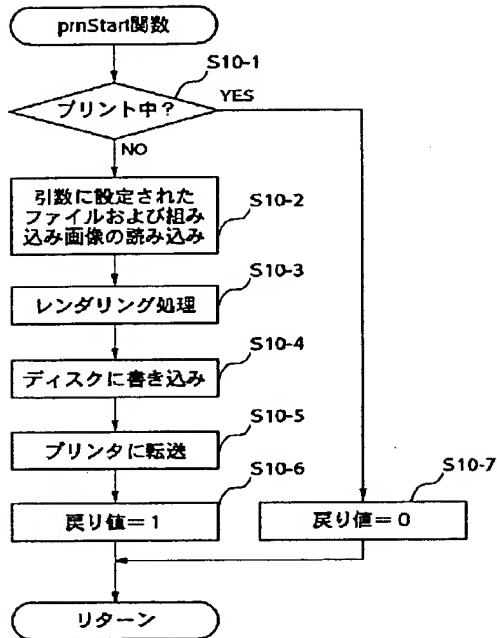 prnStart関数
S10-1
プリント中？
YES
NO
引数に設定された
ファイルおよび組み
込み画像の読み込み
S10-2
S10-3
レンダリング処理
S10-4
ディスクに書き込み
S10-5
プリンタに転送
S10-6
S10-7
戻り値＝1
戻り値＝0
リターン